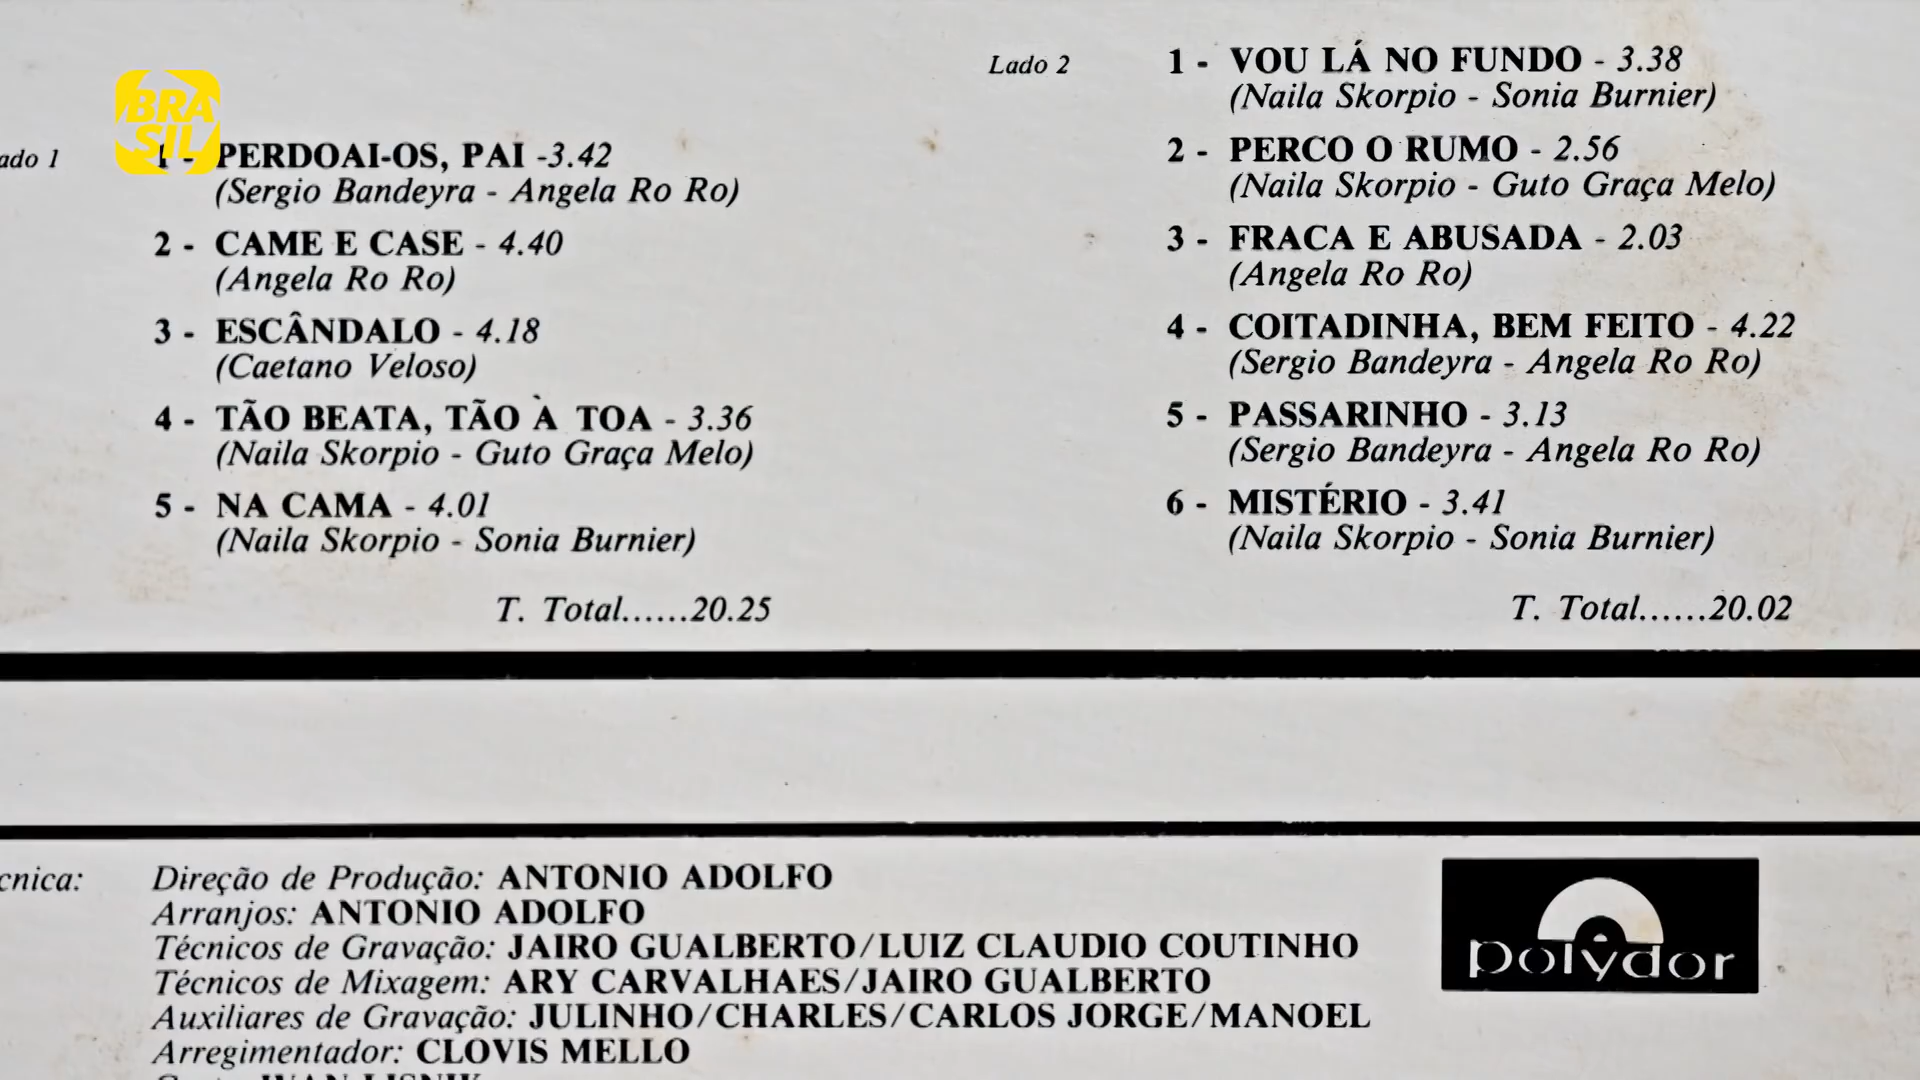 BRA
SIL
ado 1
1 - PERDOAI-OS, PAI -3.42
(Sergio Bandeyra - Angela Ro Ro)
2 - CAME E CASE - 4.40
(Angela Ro Ro)
3 - ESCÂNDALO - 4.18
(Caetano Veloso)
4 - TÃO BEATA, TÃO À TOA - 3.36
(Naila Skorpio - Guto Graça Melo)
5 - NA CAMA - 4.01
(Naila Skorpio - Sonia Burnier)
T. Total......20.25
Lado 2
1 - VOU LÁ NO FUNDO - 3.38
(Naila Skorpio - Sonia Burnier)
2 - PERCO O RUMO - 2.56
(Naila Skorpio - Guto Graça Melo)
3 - FRACA E ABUSADA - 2.03
(Angela Ro Ro)
4 - COITADINHA, BEM FEITO - 4.22
(Sergio Bandeyra - Angela Ro Ro)
5 - PASSARINHO - 3.13
(Sergio Bandeyra - Angela Ro Ro)
6 - MISTÉRIO - 3.41
(Naila Skorpio - Sonia Burnier)
T. Total......20.02
cnica:
Direção de Produção: ANTONIO ADOLFO
Arranjos: ANTONIO ADOLFO
Técnicos de Gravação: JAIRO GUALBERTO/LUIZ CLAUDIO COUTINHO
Técnicos de Mixagem: ARY CARVALHAES/JAIRO GUALBERTO
Auxiliares de Gravação: JULINHO/CHARLES/CARLOS JORGE/MANOEL
Arregimentador: CLOVIS MELLO
polydor